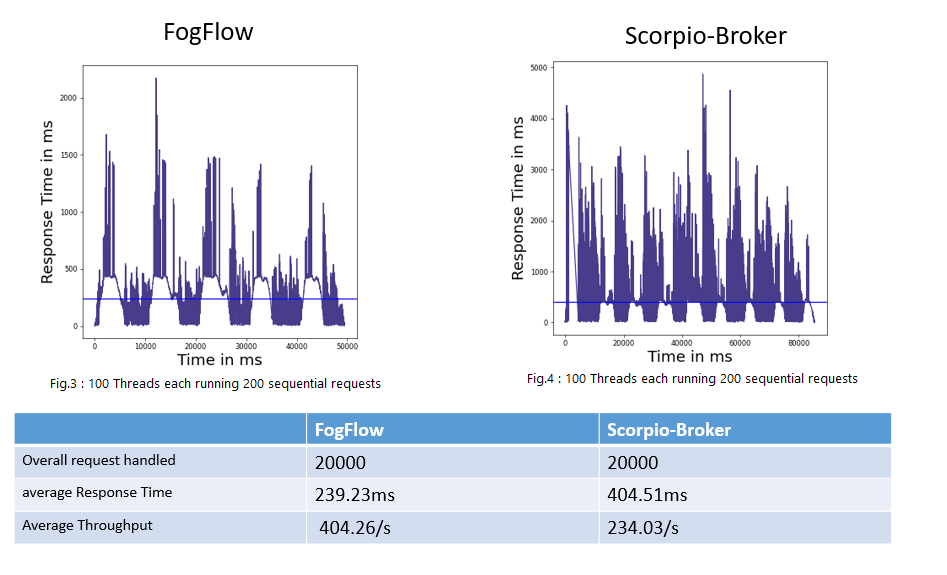 FogFlow
Scorpio-Broker
Response Time in ms
2000
1500
1000
500
0
0 10000 20000 30000 40000 50000
Time in ms
Fig.3 : 100 Threads each running 200 sequential requests
Response Time in ms
5000
4000
3000
2000
1000
0
0 20000 40000 60000 80000
Time in ms
Fig.4 : 100 Threads each running 200 sequential requests
FogFlow Scorpio-Broker
Overall request handled 20000 20000
average Response Time 239.23ms 404.51ms
Average Throughput 404.26/s 234.03/s